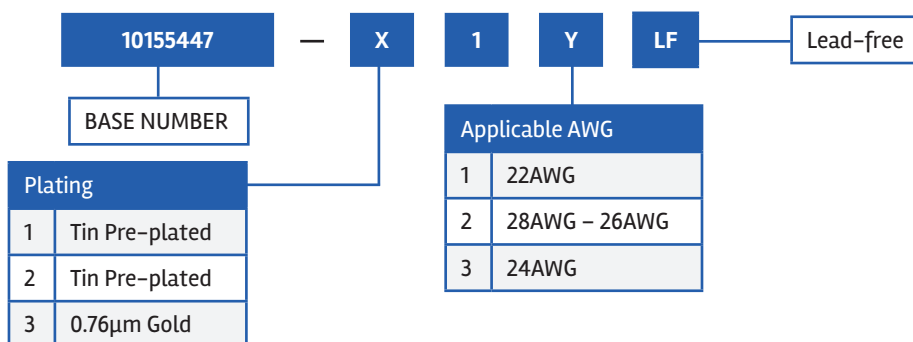 10155447 — X 1 Y LF Lead-free
BASE NUMBER
Applicable AWG
1 22AWG
2 28AWG – 26AWG
3 24AWG
Plating
1 Tin Pre-plated
2 Tin Pre-plated
3 0.76µm Gold